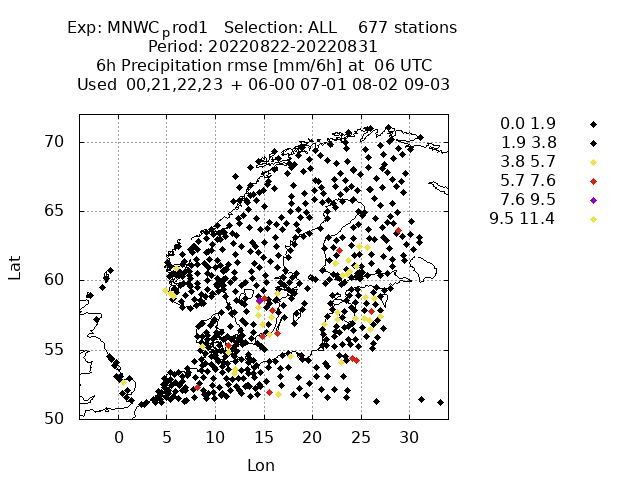 Exp: MNWCprod1 Selection: ALL 677 stations
Period: 20220822-20220831
6h Precipitation rmse [mm/6h] at 06 UTC
Used 00,21,22,23 + 06-00 07-01 08-02 09-03
0.0 1.9
1.9 3.8
3.8 5.7
5.7 7.6
7.6 9.5
9.5 11.4
70
65
60
55
50
Lat
0 5 10 15 20 25 30
Lon